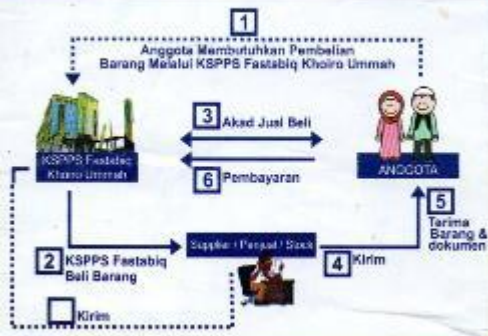 1
Anggota Membutuhkan Pembelian
Barang Melalui KSPPS Fastabiq Khoiro Ummah
3 Akad Jual Beli
KSPPS Fastabiq
Khoiro Ummah
6 Pembayaran
ANGGOTA
5
Terima
Barang &
dokumen
2 KSPPS Fastabiq
Beli Barang
Supplier / Penjual / Stock
4 Kirim
Kirim